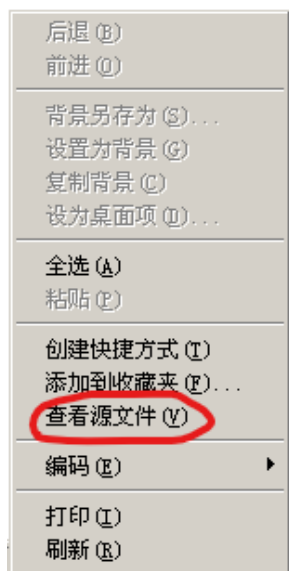 后退(B)
前进(O)
背景另存为(S)...
设置为背景(G)
复制背景(C)
设为桌面项(D)...
全选(A)
粘贴(P)
创建快捷方式(T)
添加到收藏夹(F)...
查看源文件(V)
编码(E)
打印(I)
刷新(R)